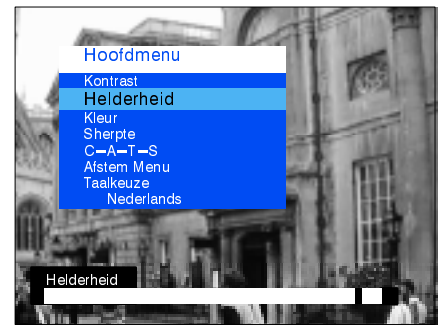 Hoofdmenu
Kontrast
Helderheid
Kleur
Sherpte
C–A–T–S
Afstem Menu
Taalkeuze
Nederlands
Helderheid